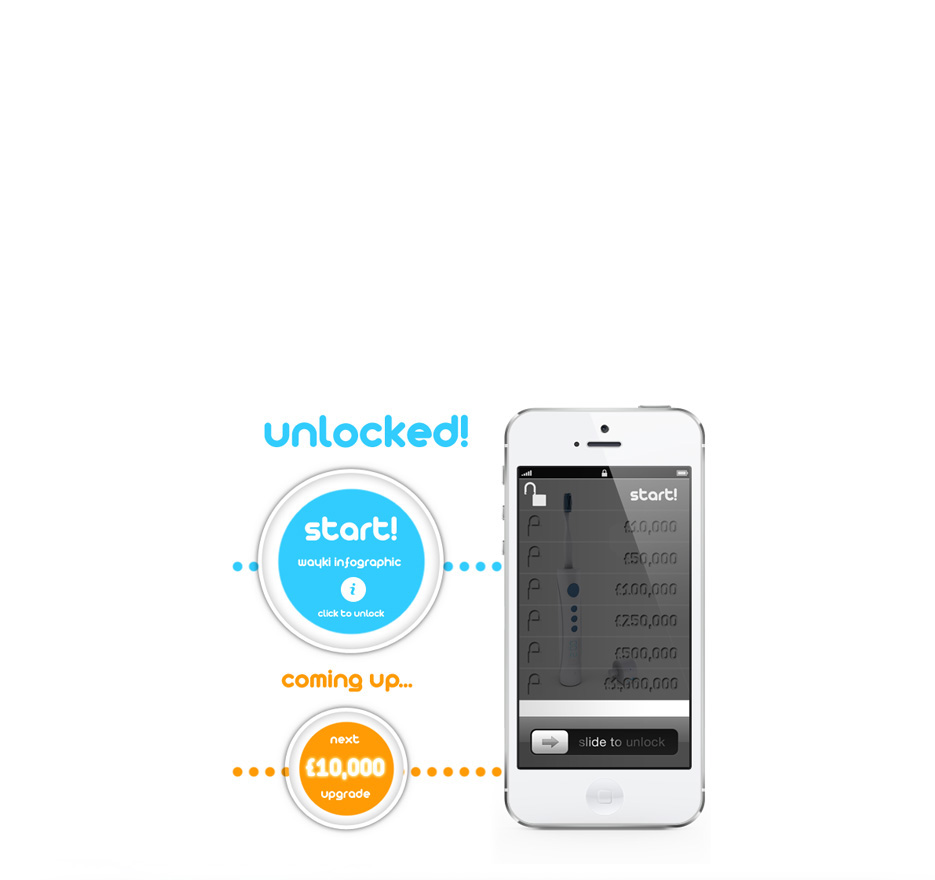 unlocked!
start!
wayki infographic
i
click to unlock
coming up...
next
£10,000
upgrade
start!
£10,000
£50,000
£100,000
£250,000
£500,000
£1,000,000
slide to unlock